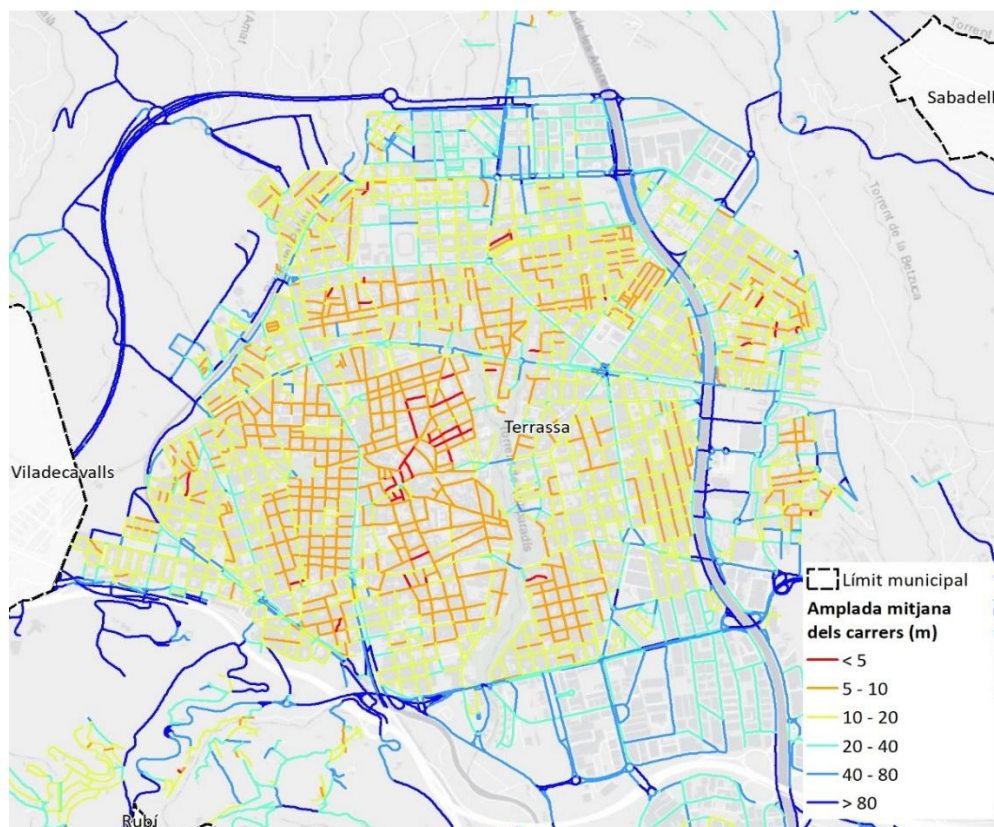 Torrent
Sabadell
Torrent de la Betzuca
Terrassa
Viladecavalls
Límit municipal
Amplada mitjana
dels carrers (m)
< 5
5 - 10
10 - 20
20 - 40
40 - 80
> 80
Rubí